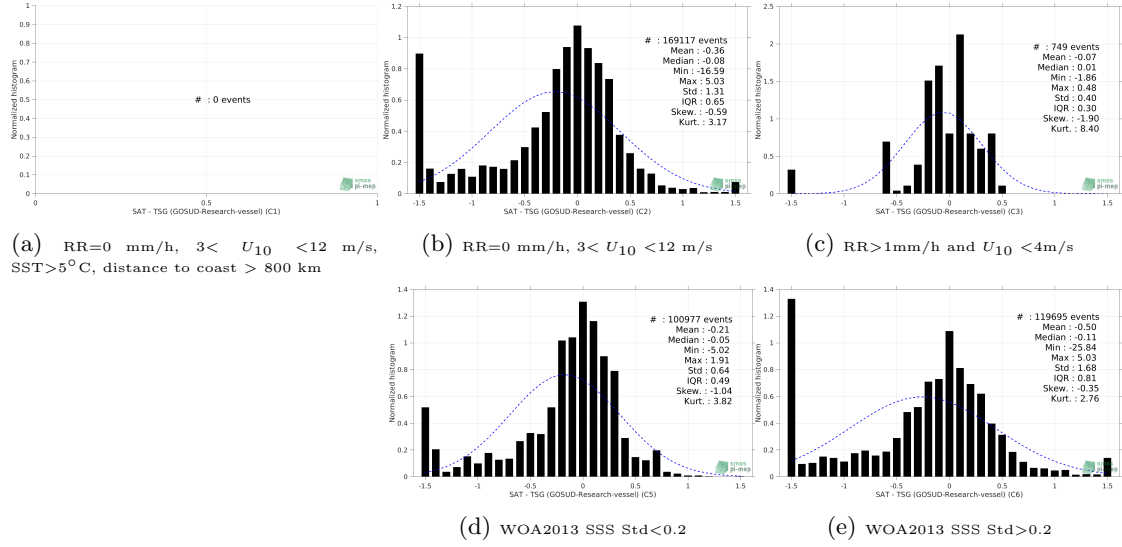 1
0.9
0.8
0.7
0.6
0.5
0.4
0.3
0.2
0.1
0
Normalized histogram
# : 0 events
smos
pi-mep
0 0.5 1
SAT - TSG (GOSUD-Research-vessel) (C1)
(a) RR=0 mm/h, 3< U10 <12 m/s,
SST>5°C, distance to coast > 800 km
1.2
1
0.8
0.6
0.4
0.2
0
Normalized histogram
# : 169117 events
Mean : -0.36
Median : -0.08
Min : -16.59
Max : 5.03
Std : 1.31
IQR : 0.65
Skew. : -0.59
Kurt. : 3.17
smos
pi-mep
-1.5 -1 -0.5 0 0.5 1 1.5
SAT - TSG (GOSUD-Research-vessel) (C2)
(b) RR=0 mm/h, 3< U10 <12 m/s
2.5
2
1.5
1
0.5
0
Normalized histogram
# : 749 events
Mean : -0.07
Median : 0.01
Min : -1.86
Max : 0.48
Std : 0.40
IQR : 0.30
Skew. : -1.90
Kurt. : 8.40
smos
pi-mep
-1.5 -1 -0.5 0 0.5 1 1.5
SAT - TSG (GOSUD-Research-vessel) (C3)
(c) RR>1mm/h and U10 <4m/s
1.4
1.2
1
0.8
0.6
0.4
0.2
0
Normalized histogram
# : 100977 events
Mean : -0.21
Median : -0.05
Min : -5.02
Max : 1.91
Std : 0.64
IQR : 0.49
Skew. : -1.04
Kurt. : 3.82
smos
pi-mep
-1.5 -1 -0.5 0 0.5 1 1.5
SAT - TSG (GOSUD-Research-vessel) (C5)
(d) WOA2013 SSS Std<0.2
1.4
1.2
1
0.8
0.6
0.4
0.2
0
Normalized histogram
# : 119695 events
Mean : -0.50
Median : -0.11
Min : -25.84
Max : 5.03
Std : 1.68
IQR : 0.81
Skew. : -0.35
Kurt. : 2.76
smos
pi-mep
-1.5 -1 -0.5 0 0.5 1 1.5
SAT - TSG (GOSUD-Research-vessel) (C6)
(e) WOA2013 SSS Std>0.2